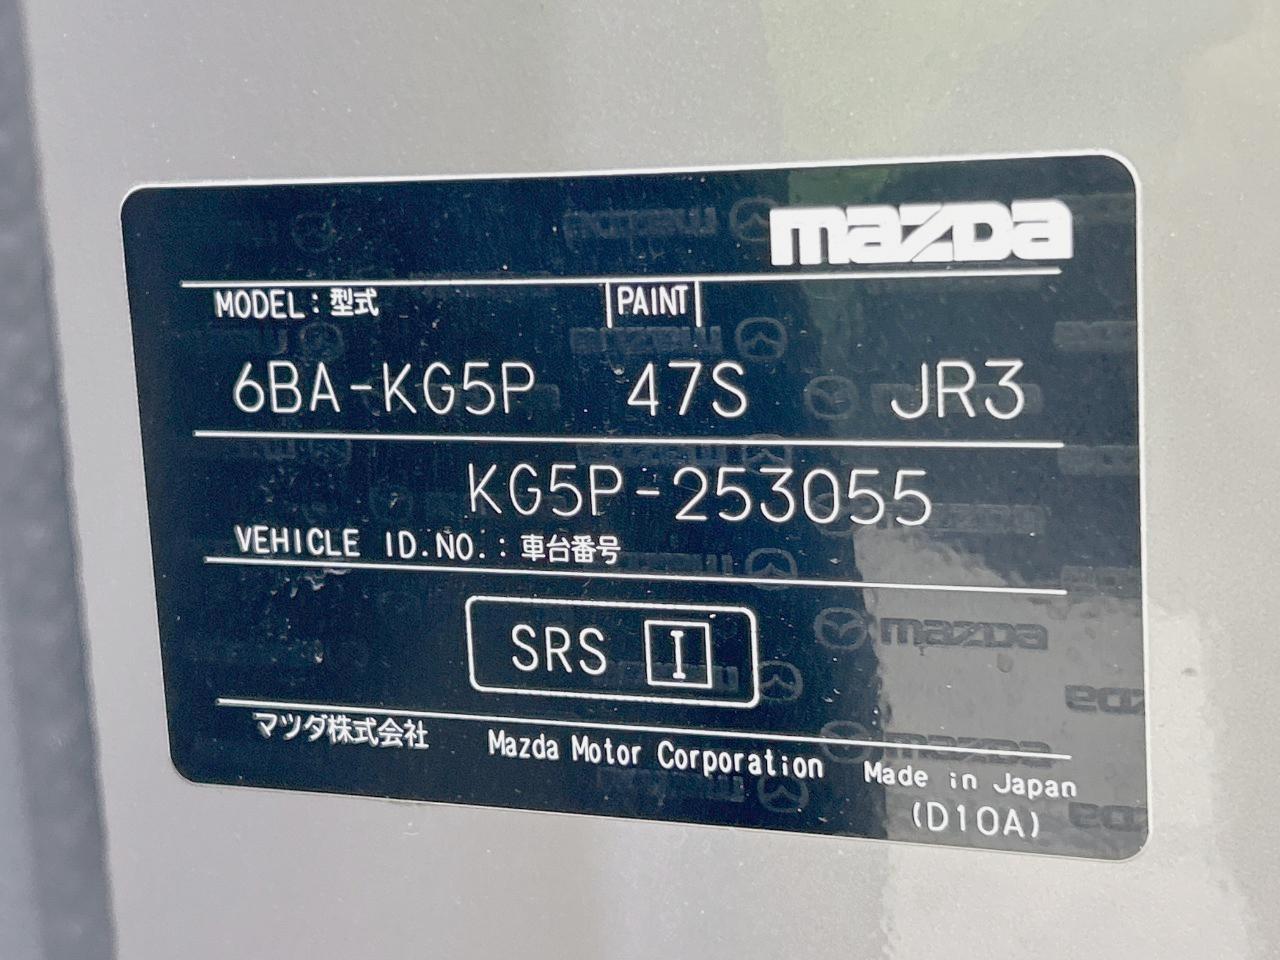 mazda
MODEL : 型式 PAINT
6BA-KG5P 47S JR3
KG5P-253055
VEHICLE ID.NO. : 車台番号
SRS I
マツダ株式会社 Mazda Motor Corporation Made in Japan
(D10A)